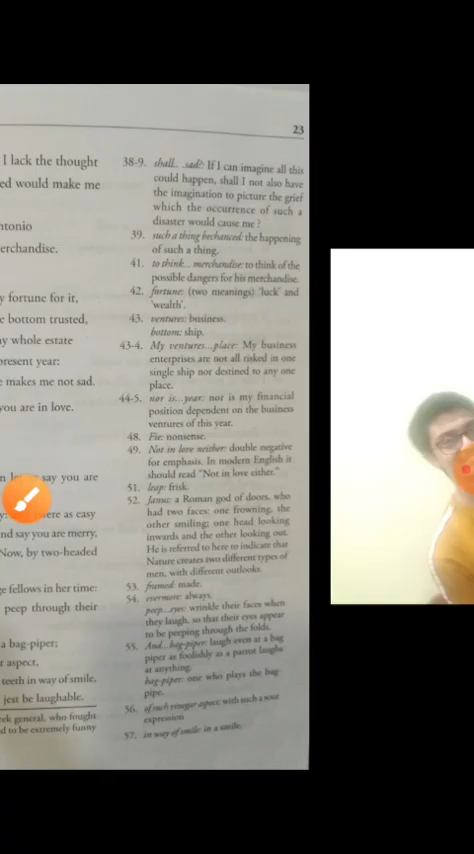 23
I lack the thought
ed would make me
ntonio
erchandise.
y fortune for it,
e bottom trusted,
y whole estate
present year:
e makes me not sad.
you are in love.
say you are
ere as easy
nd say you are merry,
Now, by two-headed
ge fellows in her time:
peep through their
a bag-piper;
r aspect,
teeth in way of smile,
jest be laughable.
ek general, who fought
d to be extremely funny
38-9. shall... sad?: If I can imagine all this
could happen, shall I not also have
the imagination to picture the grief
which the occurrence of such a
disaster would cause me ?
39. such a thing bechanced: the happening
of such a thing.
41. to think... merchandise: to think of the
possible dangers for his merchandise.
42. fortune: (two meanings) 'luck' and
'wealth'.
43. ventures: business.
bottom: ship.
43-4. My ventures...place: My business
enterprises are not all risked in one
single ship nor destined to any one
place.
44-5. nor is...year: nor is my financial
position dependent on the business
ventures of this year.
48. Fie: nonsense.
49. Not in love neither: double negative
for emphasis. In modern English it
should read "Not in love either."
51. leap: frisk.
52. Janus: a Roman god of doors, who
had two faces: one frowning, the
other smiling; one head looking
inwards and the other looking out.
He is referred to here to indicate that
Nature creates two different types of
men, with different outlooks.
53. framed: made.
54. evermore: always.
peep...eyes: wrinkle their faces when
they laugh, so that their eyes appear
to be peeping through the folds.
55. And...bag-piper: laugh even at a bag
piper as foolishly as a parrot laughs
at anything.
bag-piper: one who plays the bag-
pipe.
56. of such vinegar aspect: with such a sour
expression
57. in way of smile: in a smile.